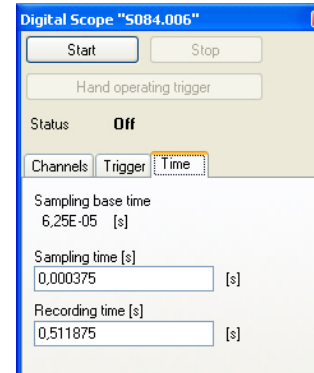 Digital Scope "S084.006"
Start Stop
Hand operating trigger
Status Off
Channels Trigger Time
Sampling base time
6,25E-05 [s]
Sampling time [s]
0,000375 [s]
Recording time [s]
0,511875 [s]